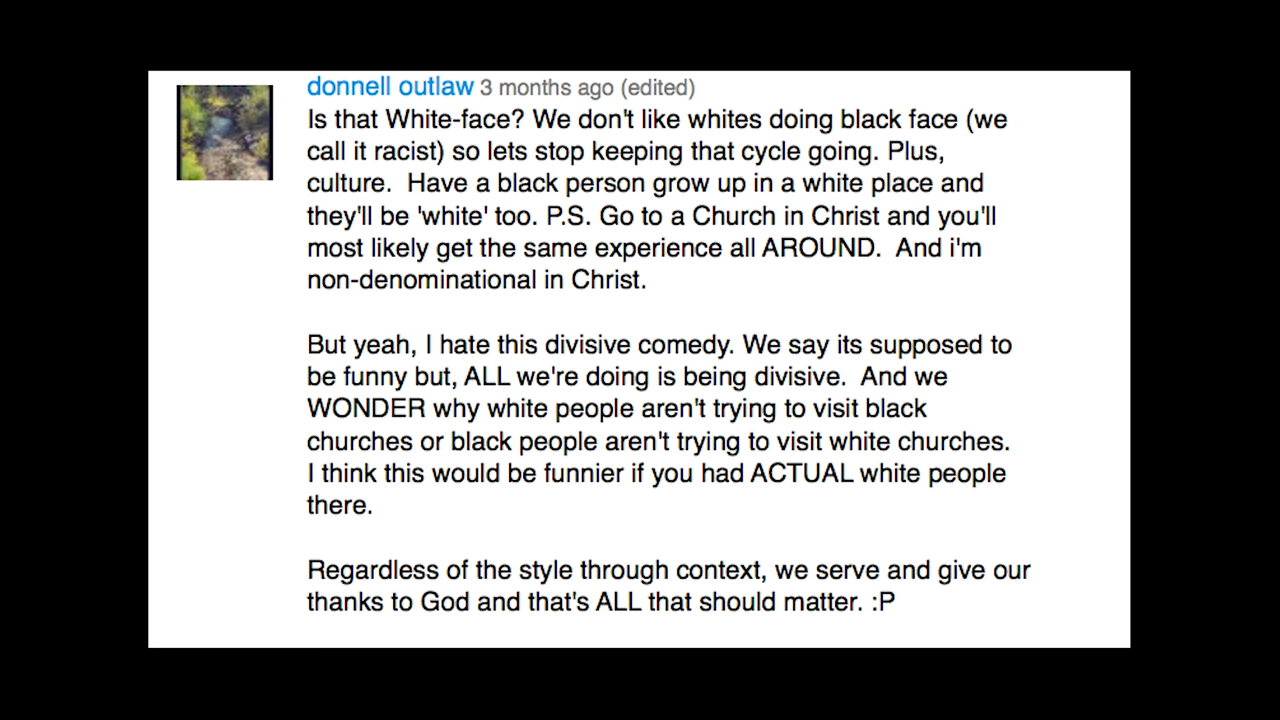 donnell outlaw 3 months ago (edited)
Is that White-face? We don't like whites doing black face (we
call it racist) so lets stop keeping that cycle going. Plus,
culture.  Have a black person grow up in a white place and
they'll be 'white' too. P.S. Go to a Church in Christ and you'll
most likely get the same experience all AROUND.  And i'm
non-denominational in Christ.

But yeah, I hate this divisive comedy. We say its supposed to
be funny but, ALL we're doing is being divisive.  And we
WONDER why white people aren't trying to visit black
churches or black people aren't trying to visit white churches.
I think this would be funnier if you had ACTUAL white people
there.

Regardless of the style through context, we serve and give our
thanks to God and that's ALL that should matter. :P